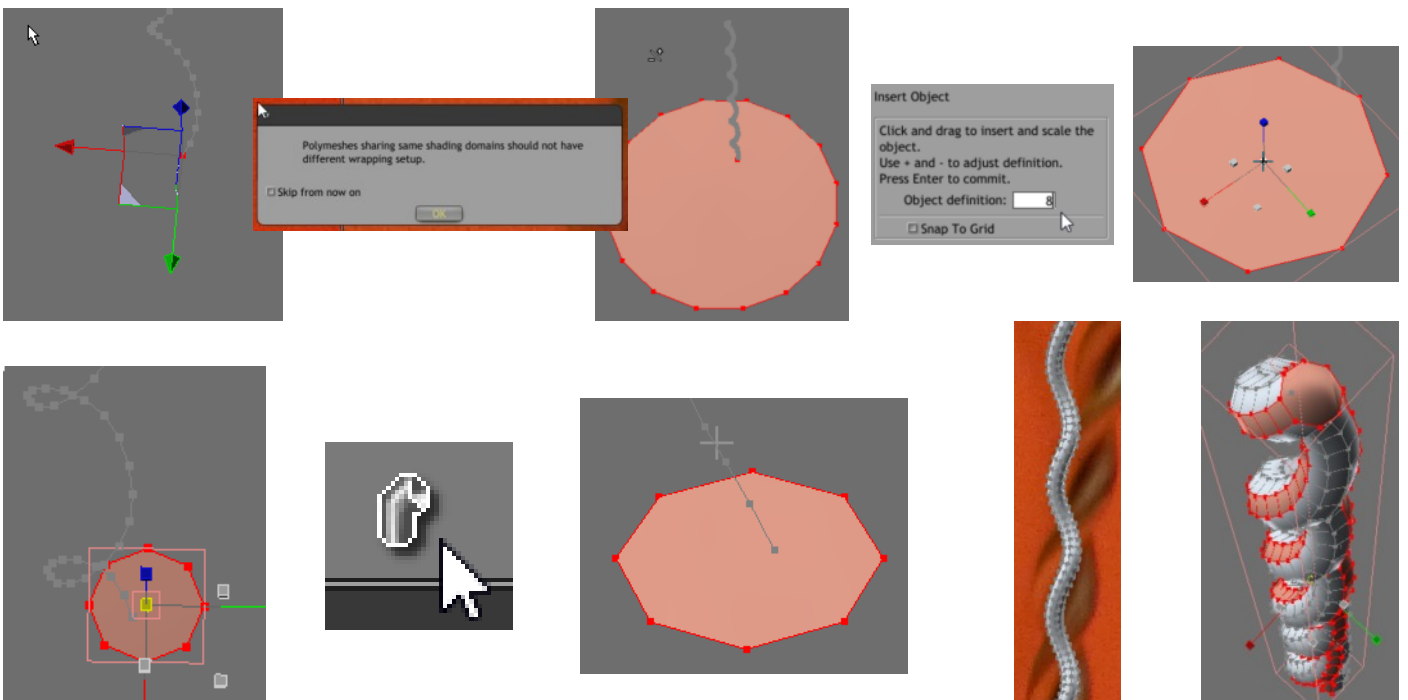 Polymeshes sharing same shading domains should not have
different wrapping setup.
Skip from now on
OK
Insert Object
Click and drag to insert and scale the
object.
Use + and - to adjust definition.
Press Enter to commit.
Object definition: 8
Snap To Grid